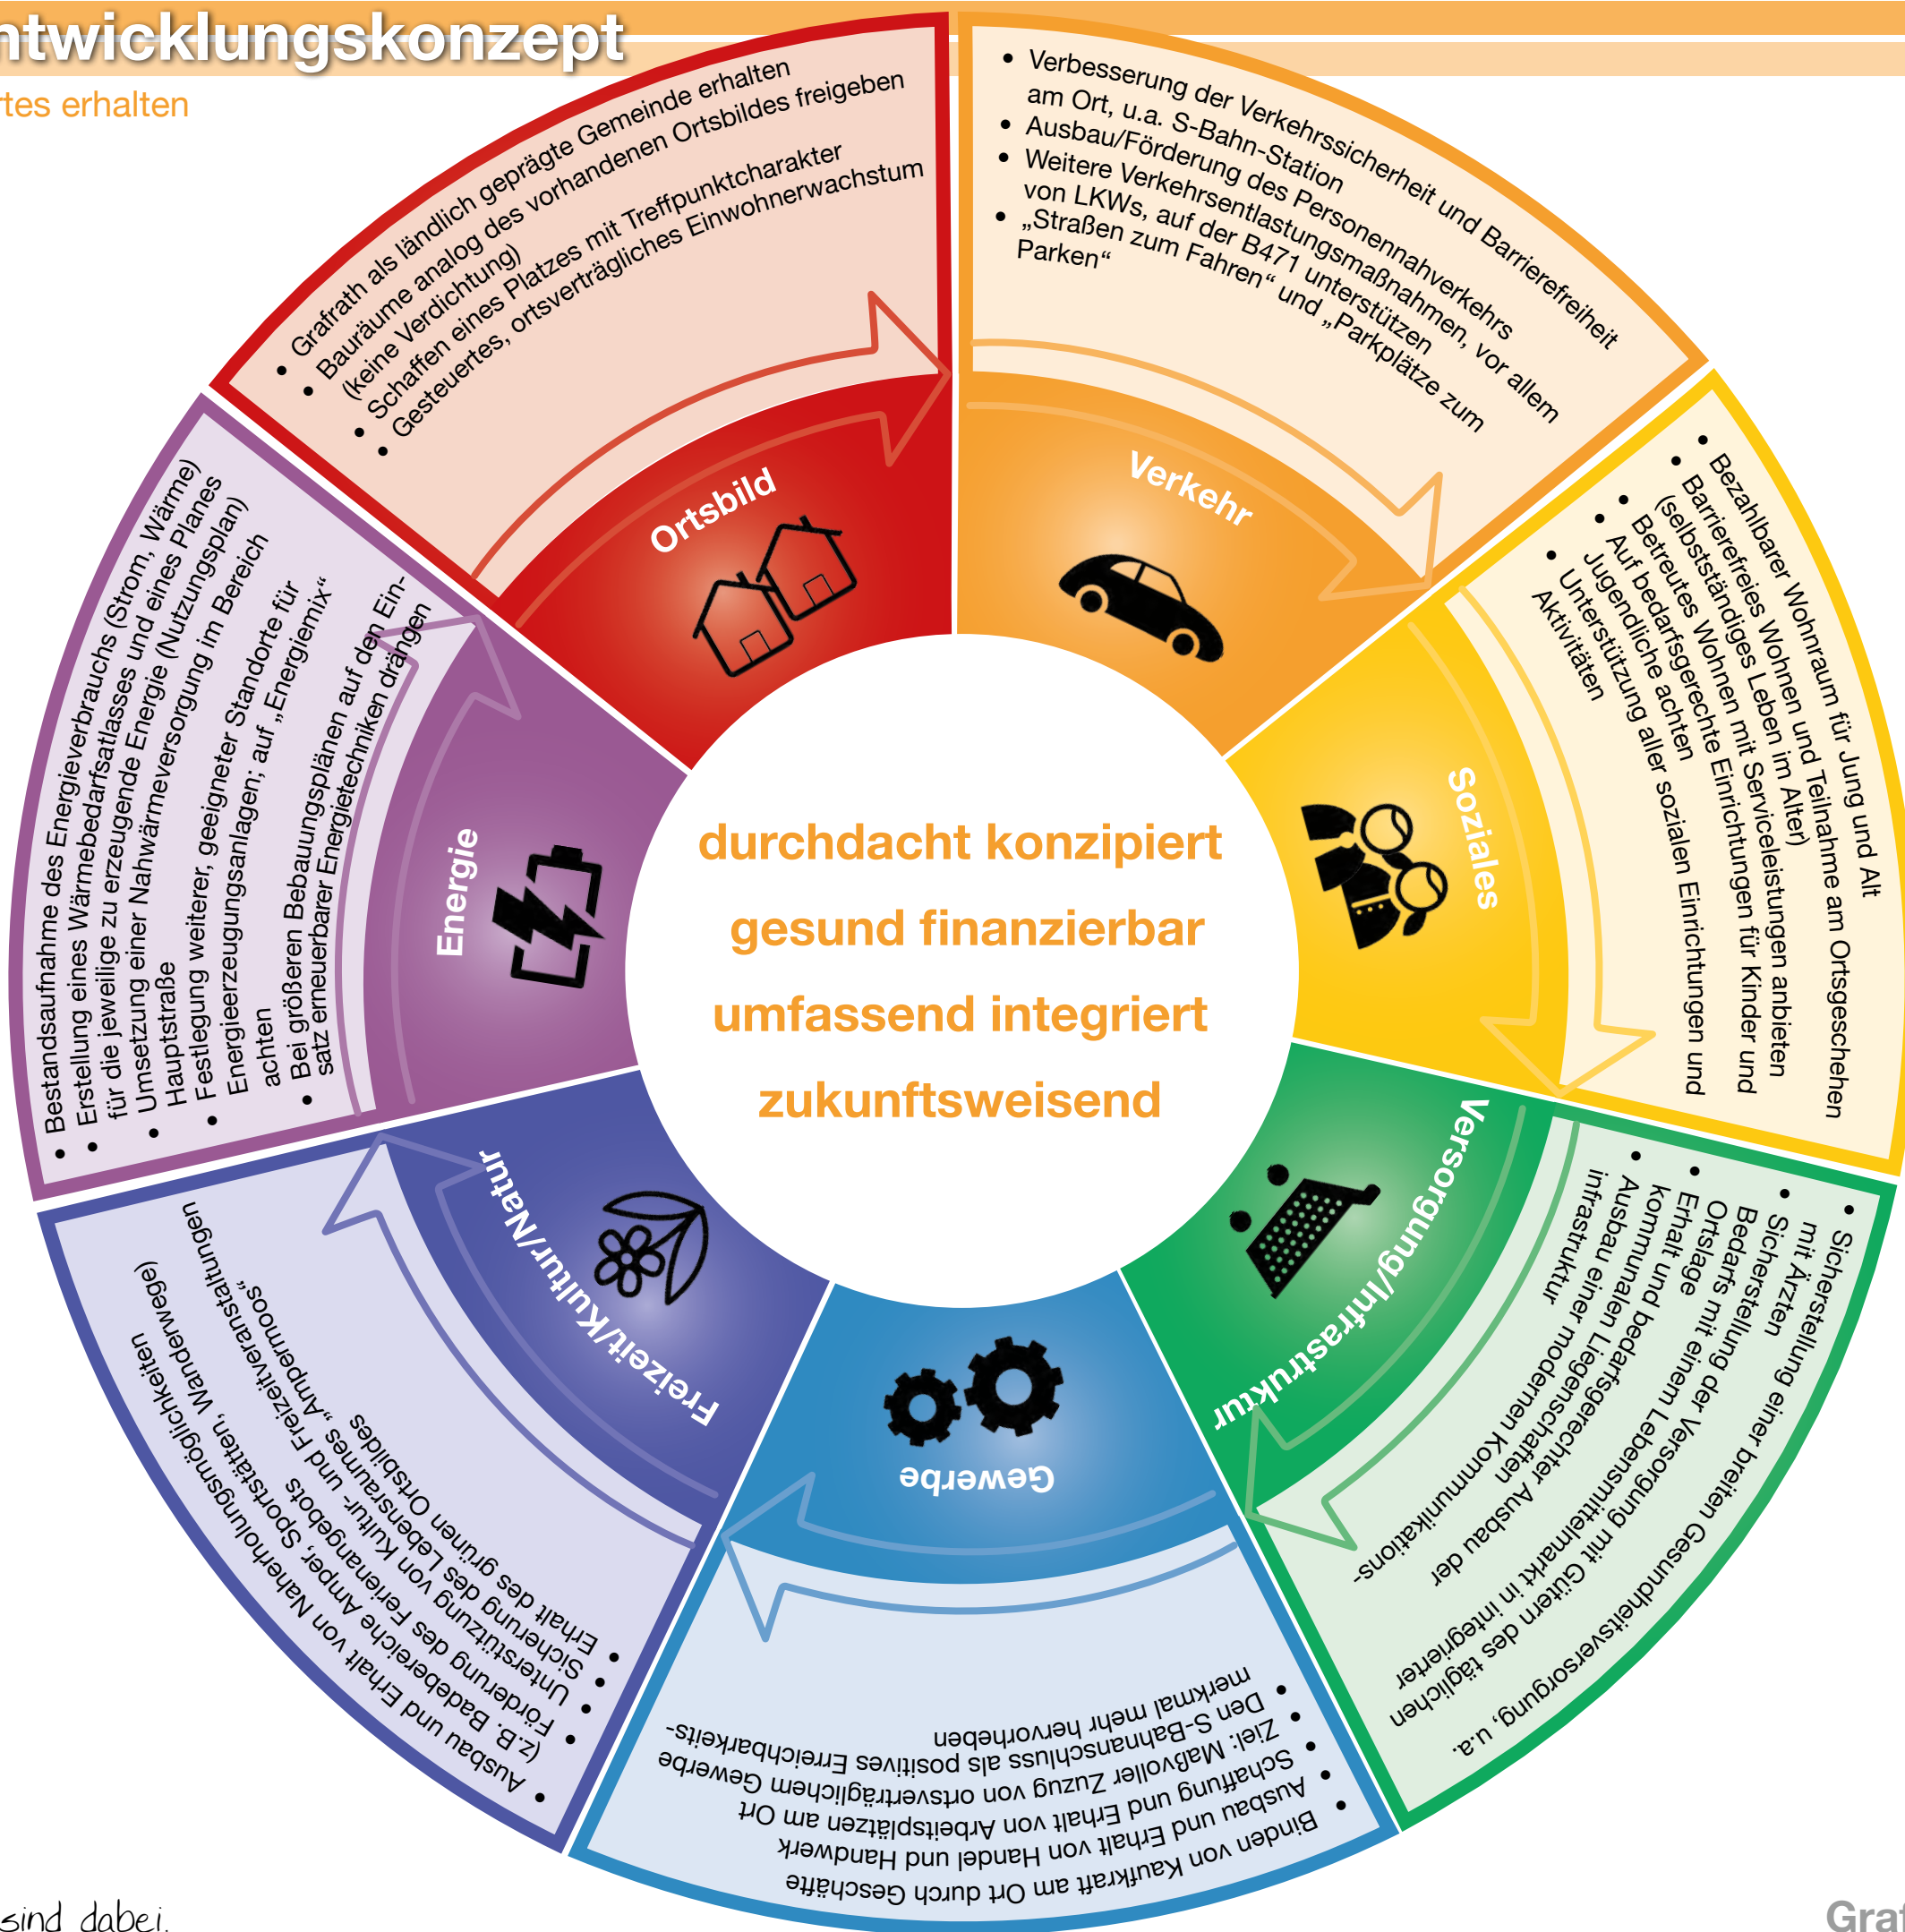 ntwicklungskonzept
rtes erhalten
• Grafrath als ländlich geprägte Gemeinde erhalten
• Bauräume analog des vorhandenen Ortsbildes freigeben
(keine Verdichtung)
• Schaffen eines Platzes mit Treffpunktcharakter
• Gesteuertes, ortsverträgliches Einwohnerwachstum
Ortsbild
• Verbesserung der Verkehrssicherheit und Barrierefreiheit
am Ort, u.a. S-Bahn-Station
• Ausbau/Förderung des Personennahverkehrs
• Weitere Verkehrsentlastungsmaßnahmen, vor allem
von LKWs, auf der B471 unterstützen
• „Straßen zum Fahren“ und „Parkplätze zum
Parken“
Verkehr
• Bezahlbarer Wohnraum für Jung und Alt
• Barrierefreies Wohnen und Teilnahme am Ortsgeschehen
(selbstständiges Leben im Alter)
• Betreutes Wohnen mit Serviceleistungen anbieten
• Auf bedarfsgerechte Einrichtungen für Kinder und
Jugendliche achten
• Unterstützung aller sozialen Einrichtungen und
Aktivitäten
Soziales
• Sicherstellung einer breiten Gesundheitsversorgung, u.a.
mit Ärzten
• Sicherstellung der Versorgung mit Gütern des täglichen
Bedarfs mit einem Lebensmittelmarkt in integrierter
Ortslage
• Erhalt und bedarfsgerechter Ausbau der
kommunalen Liegenschaften
• Ausbau einer modernen Kommunikations-
infrastruktur
Versorgung/Infrastruktur
• Binden von Kaufkraft am Ort durch Geschäfte
• Ausbau und Erhalt von Handel und Handwerk
• Schaffung und Erhalt von Arbeitsplätzen am Ort
• Ziel: Maßvoller Zuzug von ortsverträglichem Gewerbe
• Den S-Bahnanschluss als positives Erreichbarkeits-
merkmal mehr hervorheben
Gewerbe
• Ausbau und Erhalt von Naherholungsmöglichkeiten
(z.B. Badebereiche Amper, Sportstätten, Wanderwege)
• Förderung des Ferienangebots
• Unterstützung von Kultur- und Freizeitveranstaltungen
• Sicherung des Lebensraumes „Ampermoos“
• Erhalt des grünen Ortsbildes
Freizeit/Kultur/Natur
• Bestandsaufnahme des Energieverbrauchs (Strom, Wärme)
• Erstellung eines Wärmebedarfsatlasses und eines Planes
für die jeweilige zu erzeugende Energie (Nutzungsplan)
• Umsetzung einer Nahwärmeversorgung im Bereich
Hauptstraße
• Festlegung weiterer, geeigneter Standorte für
Energieerzeugungsanlagen; auf „Energiemix“
achten
• Bei größeren Bebauungsplänen auf den Ein-
satz erneuerbarer Energietechniken drängen
Energie
durchdacht konzipiert
gesund finanzierbar
umfassend integriert
zukunftsweisend
sind dabei.
Graf